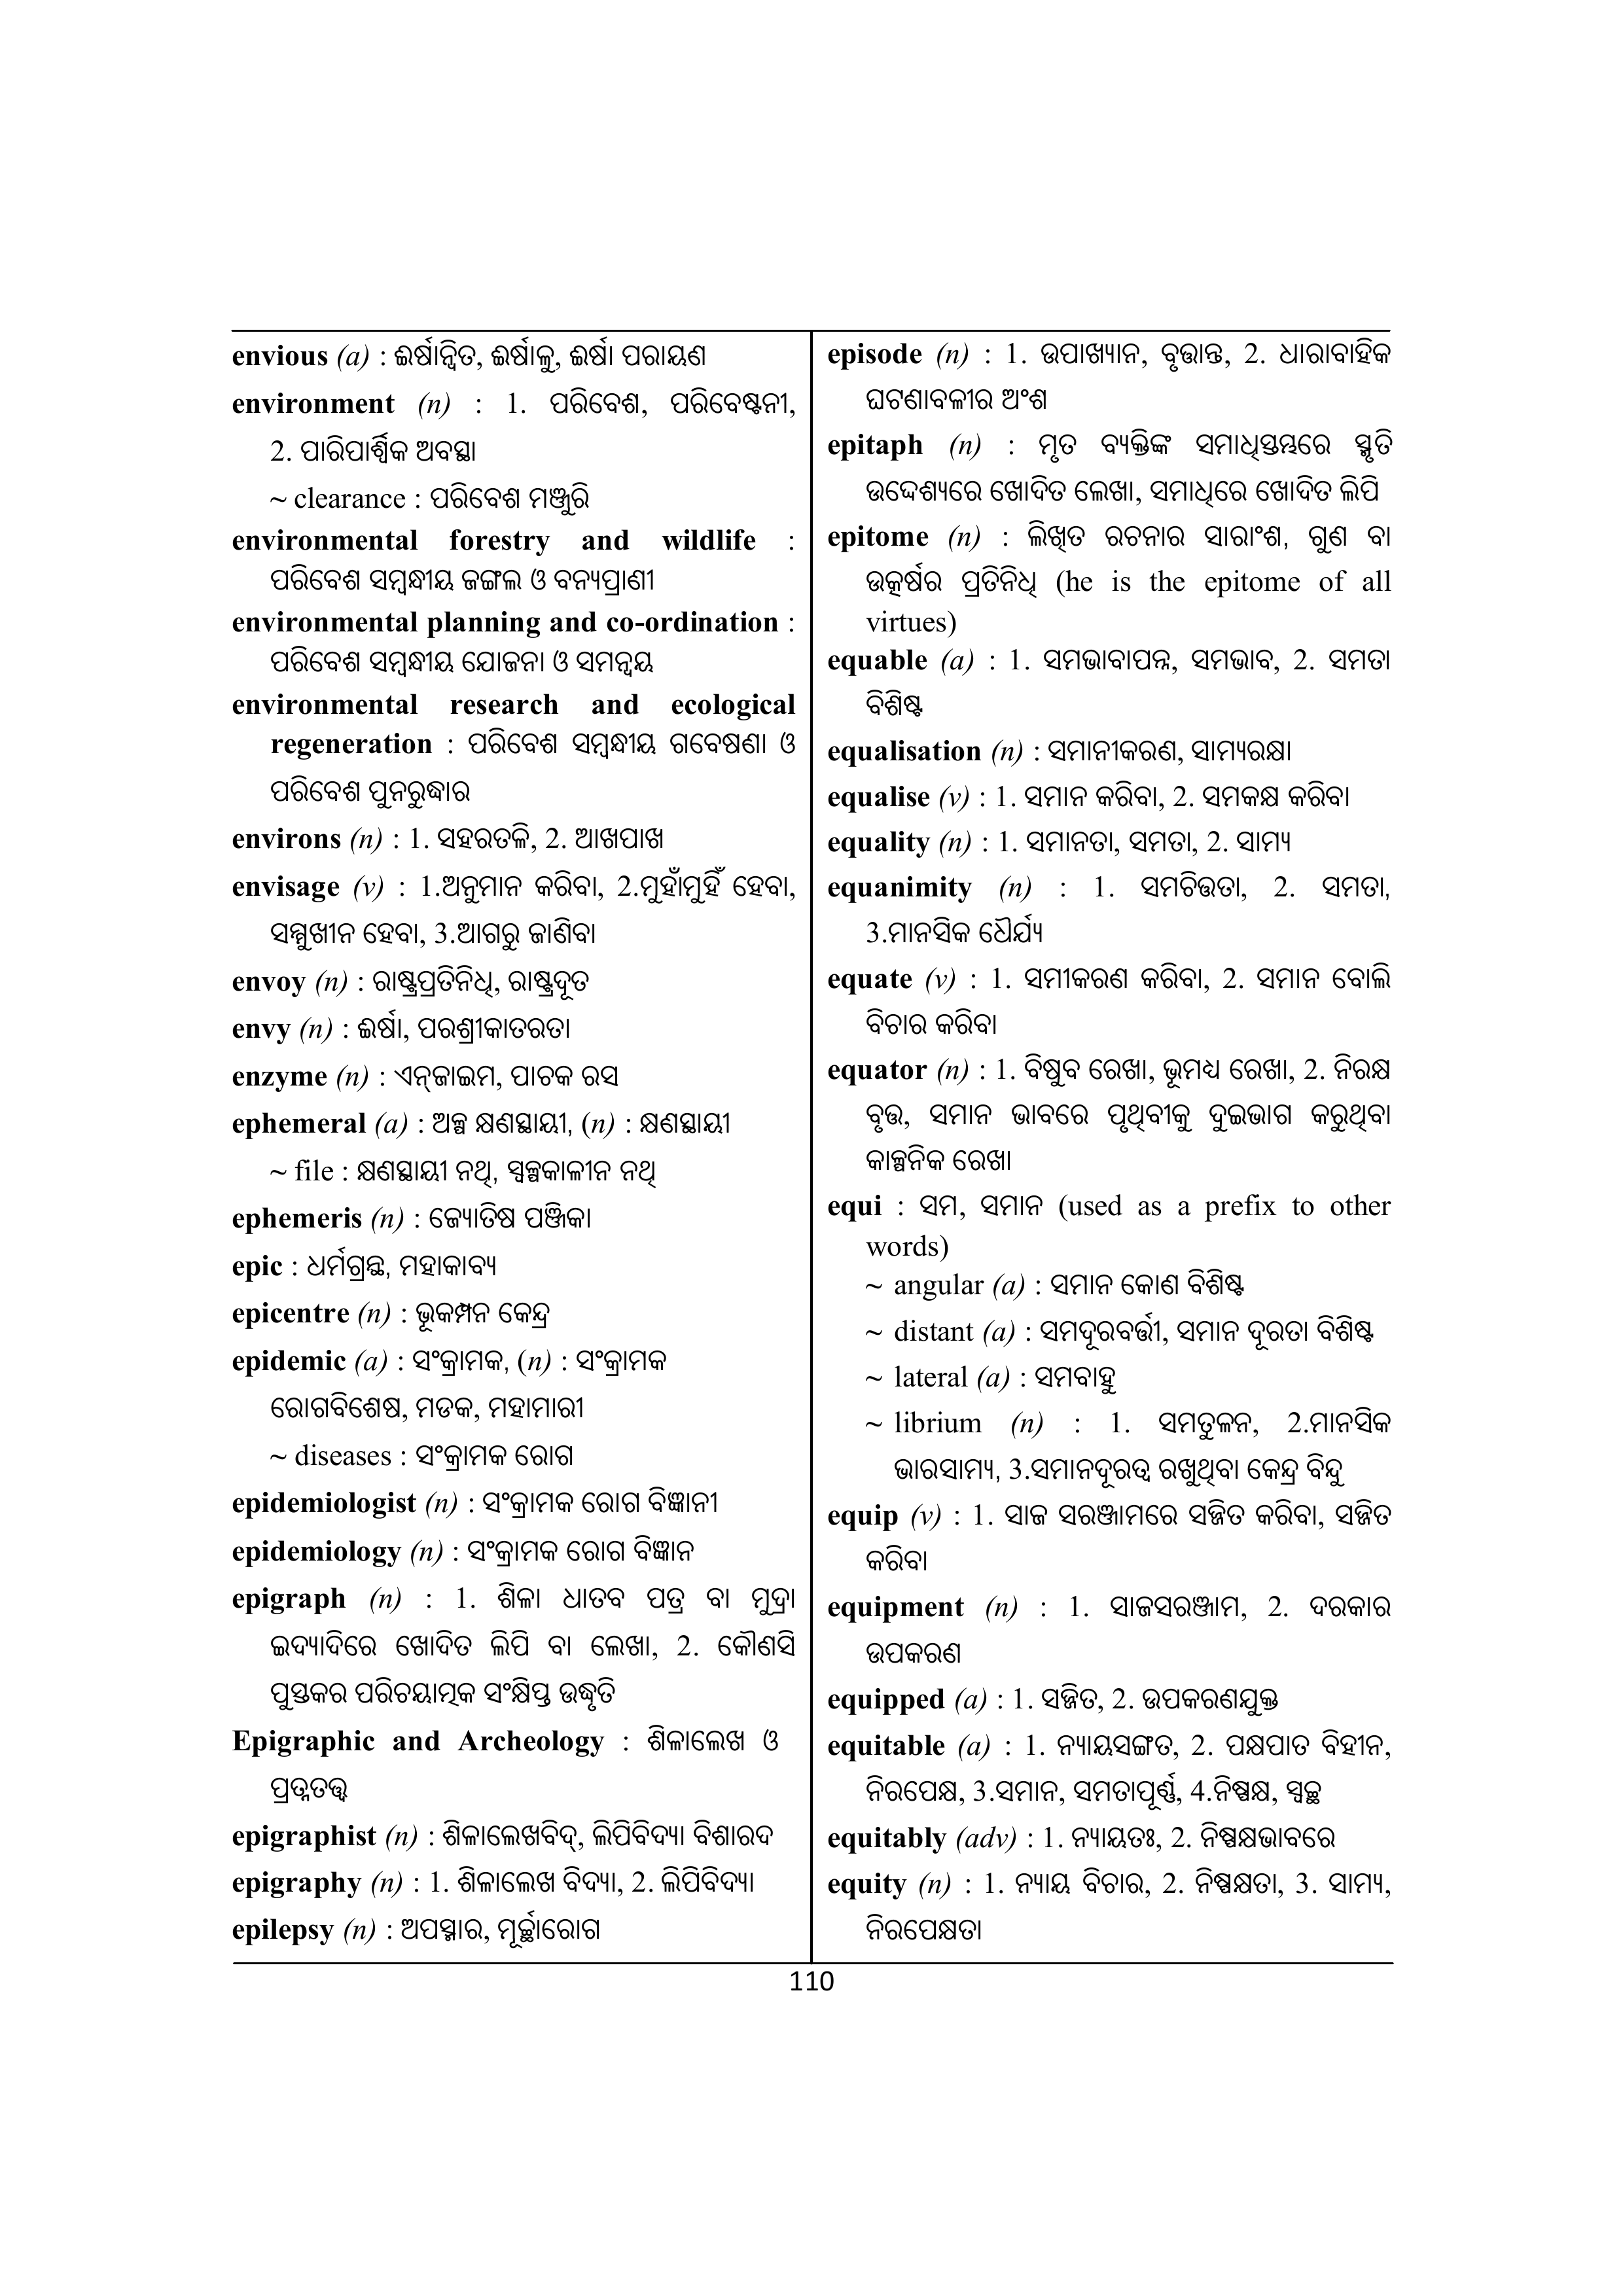 envious (a) : ଈର୍ଷାନ୍ୱିତ, ଈର୍ଷାଳୁ, ଈର୍ଷା ପରାୟଣ
environment (n) : 1. ପରିବେଶ, ପରିବେଷ୍ଟନୀ,
2. ପାରିପାର୍ଶ୍ୱିକ ଅବସ୍ଥା
~ clearance : ପରିବେଶ ମଞ୍ଜୁରି
environmental forestry and wildlife :
ପରିବେଶ ସମ୍ବନ୍ଧୀୟ ଜଙ୍ଗଲ ଓ ବନ୍ୟପ୍ରାଣୀ
environmental planning and co-ordination :
ପରିବେଶ ସମ୍ବନ୍ଧୀୟ ଯୋଜନା ଓ ସମନ୍ୱୟ
environmental research and ecological
regeneration : ପରିବେଶ ସମ୍ବନ୍ଧୀୟ ଗବେଷଣା ଓ
ପରିବେଶ ପୁନରୁଦ୍ଧାର
environs (n) : 1. ସହରତଳି, 2. ଆଖପାଖ
envisage (v) : 1.ଅନୁମାନ କରିବା, 2.ମୁହାଁମୁହିଁ ହେବା,
ସମ୍ମୁଖୀନ ହେବା, 3.ଆଗରୁ ଜାଣିବା
envoy (n) : ରାଷ୍ଟ୍ରପ୍ରତିନିଧି, ରାଷ୍ଟ୍ରଦୂତ
envy (n) : ଈର୍ଷା, ପରଶ୍ରୀକାତରତା
enzyme (n) : ଏନ୍‌ଜାଇମ, ପାଚକ ରସ
ephemeral (a) : ଅଳ୍ପ କ୍ଷଣସ୍ଥାୟୀ, (n) : କ୍ଷଣସ୍ଥାୟୀ
~ file : କ୍ଷଣସ୍ଥାୟୀ ନଥି, ସ୍ୱଳ୍ପକାଳୀନ ନଥି
ephemeris (n) : ଜ୍ୟୋତିଷ ପଞ୍ଜିକା
epic : ଧର୍ମଗ୍ରନ୍ଥ, ମହାକାବ୍ୟ
epicentre (n) : ଭୂକମ୍ପନ କେନ୍ଦ୍ର
epidemic (a) : ସଂକ୍ରାମକ, (n) : ସଂକ୍ରାମକ
ରୋଗବିଶେଷ, ମଡକ, ମହାମାରୀ
~ diseases : ସଂକ୍ରାମକ ରୋଗ
epidemiologist (n) : ସଂକ୍ରାମକ ରୋଗ ବିଜ୍ଞାନୀ
epidemiology (n) : ସଂକ୍ରାମକ ରୋଗ ବିଜ୍ଞାନ
epigraph (n) : 1. ଶିଳା ଧାତବ ପତ୍ର ବା ମୁଦ୍ରା
ଇଦ୍ୟାଦିରେ ଖୋଦିତ ଲିପି ବା ଲେଖା, 2. କୌଣସି
ପୁସ୍ତକର ପରିଚୟାତ୍ମକ ସଂକ୍ଷିପ୍ତ ଉଦ୍ଧୃତି
Epigraphic and Archeology : ଶିଳାଲେଖ ଓ
ପ୍ରତ୍ନତତ୍ତ୍ୱ
epigraphist (n) : ଶିଳାଲେଖବିଦ୍, ଲିପିବିଦ୍ୟା ବିଶାରଦ
epigraphy (n) : 1. ଶିଳାଲେଖ ବିଦ୍ୟା, 2. ଲିପିବିଦ୍ୟା
epilepsy (n) : ଅପସ୍ମାର, ମୂର୍ଚ୍ଛାରୋଗ
episode (n) : 1. ଉପାଖ୍ୟାନ, ବୃତ୍ତାନ୍ତ, 2. ଧାରାବାହିକ
ଘଟଣାବଳୀର ଅଂଶ
epitaph (n) : ମୃତ ବ୍ୟକ୍ତିଙ୍କ ସମାଧିସ୍ତମ୍ଭରେ ସ୍ମୃତି
ଉଦ୍ଦେଶ୍ୟରେ ଖୋଦିତ ଲେଖା, ସମାଧିରେ ଖୋଦିତ ଲିପି
epitome (n) : ଲିଖିତ ରଚନାର ସାରାଂଶ, ଗୁଣ ବା
ଉତ୍କର୍ଷର ପ୍ରତିନିଧି (he is the epitome of all
virtues)
equable (a) : 1. ସମଭାବାପନ୍ନ, ସମଭାବ, 2. ସମତା
ବିଶିଷ୍ଟ
equalisation (n) : ସମାନୀକରଣ, ସାମ୍ୟରକ୍ଷା
equalise (v) : 1. ସମାନ କରିବା, 2. ସମକକ୍ଷ କରିବା
equality (n) : 1. ସମାନତା, ସମତା, 2. ସାମ୍ୟ
equanimity (n) : 1. ସମଚିତ୍ତତା, 2. ସମତା,
3.ମାନସିକ ଧୈର୍ଯ୍ୟ
equate (v) : 1. ସମୀକରଣ କରିବା, 2. ସମାନ ବୋଲି
ବିଚାର କରିବା
equator (n) : 1. ବିଷୁବ ରେଖା, ଭୂମଧ୍ୟ ରେଖା, 2. ନିରକ୍ଷ
ବୃତ୍ତ, ସମାନ ଭାବରେ ପୃଥିବୀକୁ ଦୁଇଭାଗ କରୁଥିବା
କାଳ୍ପନିକ ରେଖା
equi : ସମ, ସମାନ (used as a prefix to other
words)
~ angular (a) : ସମାନ କୋଣ ବିଶିଷ୍ଟ
~ distant (a) : ସମଦୂରବର୍ତ୍ତୀ, ସମାନ ଦୂରତା ବିଶିଷ୍ଟ
~ lateral (a) : ସମବାହୁ
~ librium (n) : 1. ସମତୁଳନ, 2.ମାନସିକ
ଭାରସାମ୍ୟ, 3.ସମାନଦୂରତ୍ୱ ରଖୁଥିବା କେନ୍ଦ୍ର ବିନ୍ଦୁ
equip (v) : 1. ସାଜ ସରଞ୍ଜାମରେ ସଜ୍ଜିତ କରିବା, ସଜ୍ଜିତ
କରିବା
equipment (n) : 1. ସାଜସରଞ୍ଜାମ, 2. ଦରକାର
ଉପକରଣ
equipped (a) : 1. ସଜ୍ଜିତ, 2. ଉପକରଣଯୁକ୍ତ
equitable (a) : 1. ନ୍ୟାୟସଙ୍ଗତ, 2. ପକ୍ଷପାତ ବିହୀନ,
ନିରପେକ୍ଷ, 3.ସମାନ, ସମତାପୂର୍ଣ୍ଣ, 4.ନିଷ୍ପକ୍ଷ, ସ୍ୱଚ୍ଛ
equitably (adv) : 1. ନ୍ୟାୟତଃ, 2. ନିଷ୍ପକ୍ଷଭାବରେ
equity (n) : 1. ନ୍ୟାୟ ବିଚାର, 2. ନିଷ୍ପକ୍ଷତା, 3. ସାମ୍ୟ,
ନିରପେକ୍ଷତା
110